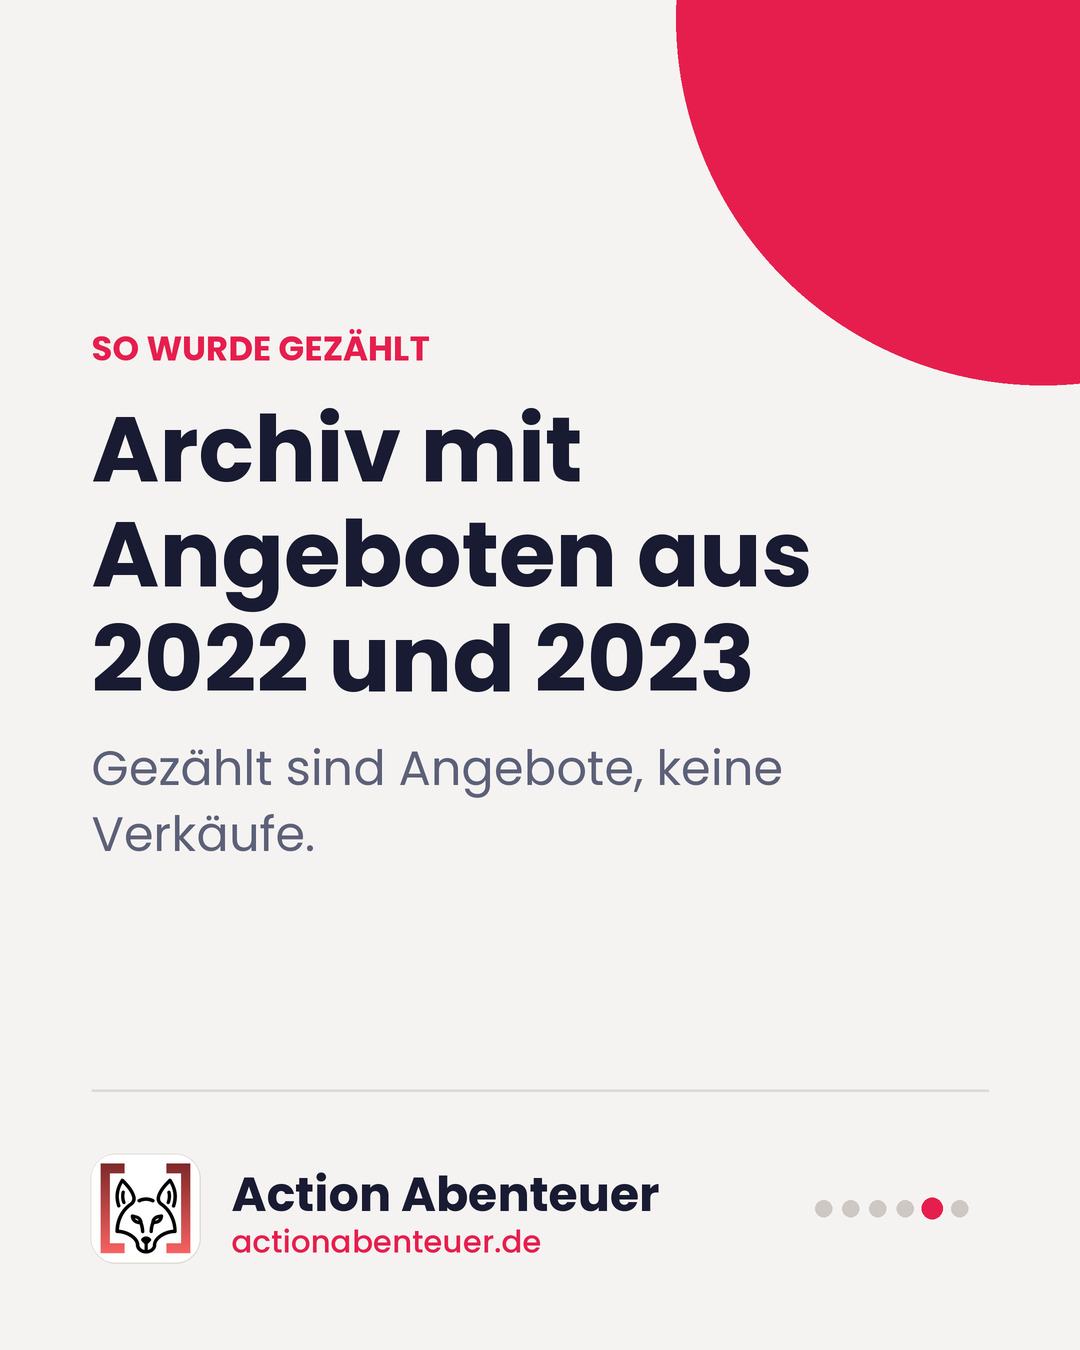 SO WURDE GEZÄHLT
Archiv mit
Angeboten aus
2022 und 2023
Gezählt sind Angebote, keine
Verkäufe.
Action Abenteuer
actionabenteuer.de